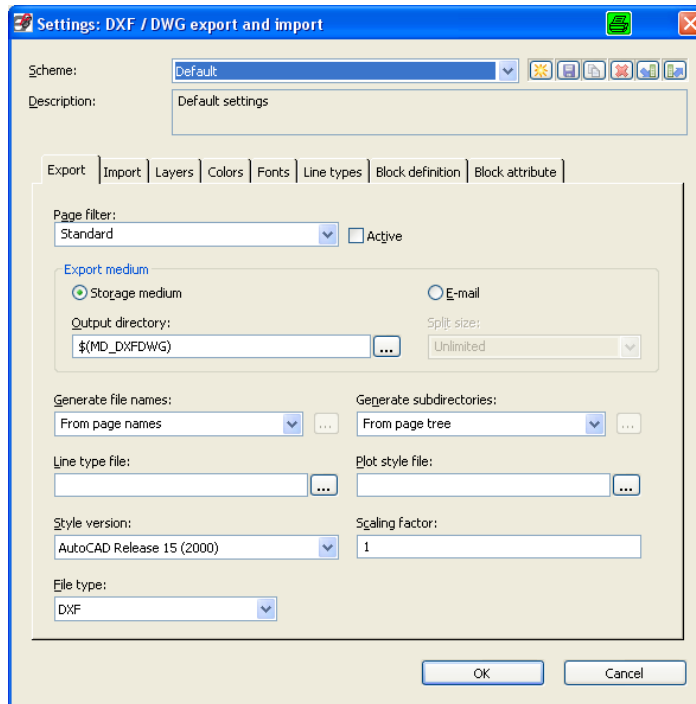 Settings: DXF / DWG export and import
Scheme: Default
Description: Default settings
Export Import Layers Colors Fonts Line types Block definition Block attribute
Page filter:
Standard Active
Export medium
Storage medium E-mail
Output directory: Split size:
$(MD_DXFDWG) ... Unlimited
Generate file names: Generate subdirectories:
From page names ... From page tree ...
Line type file: Plot style file:
... ...
Style version: Scaling factor:
AutoCAD Release 15 (2000) 1
File type:
DXF
OK Cancel